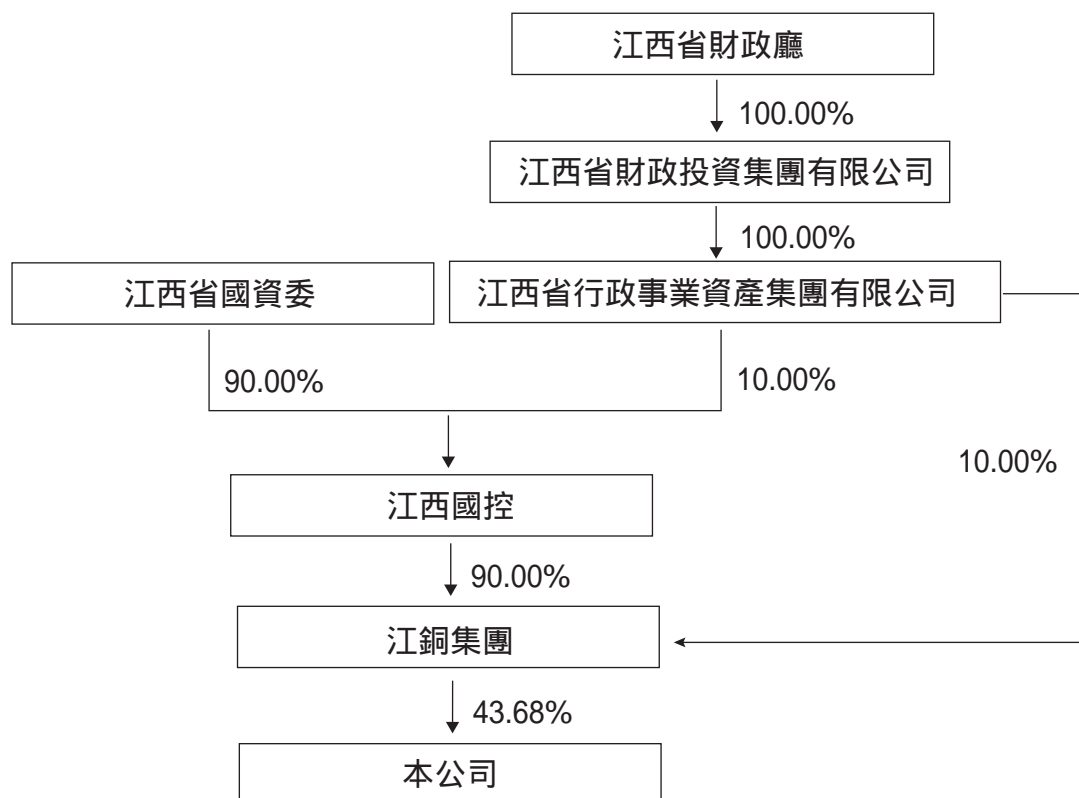 江西省財政廳
100.00%
江西省財政投資集團有限公司
100.00%
江西省國資委
江西省行政事業資產集團有限公司
90.00%
10.00%
10.00%
江西國控
90.00%
江銅集團
43.68%
本公司